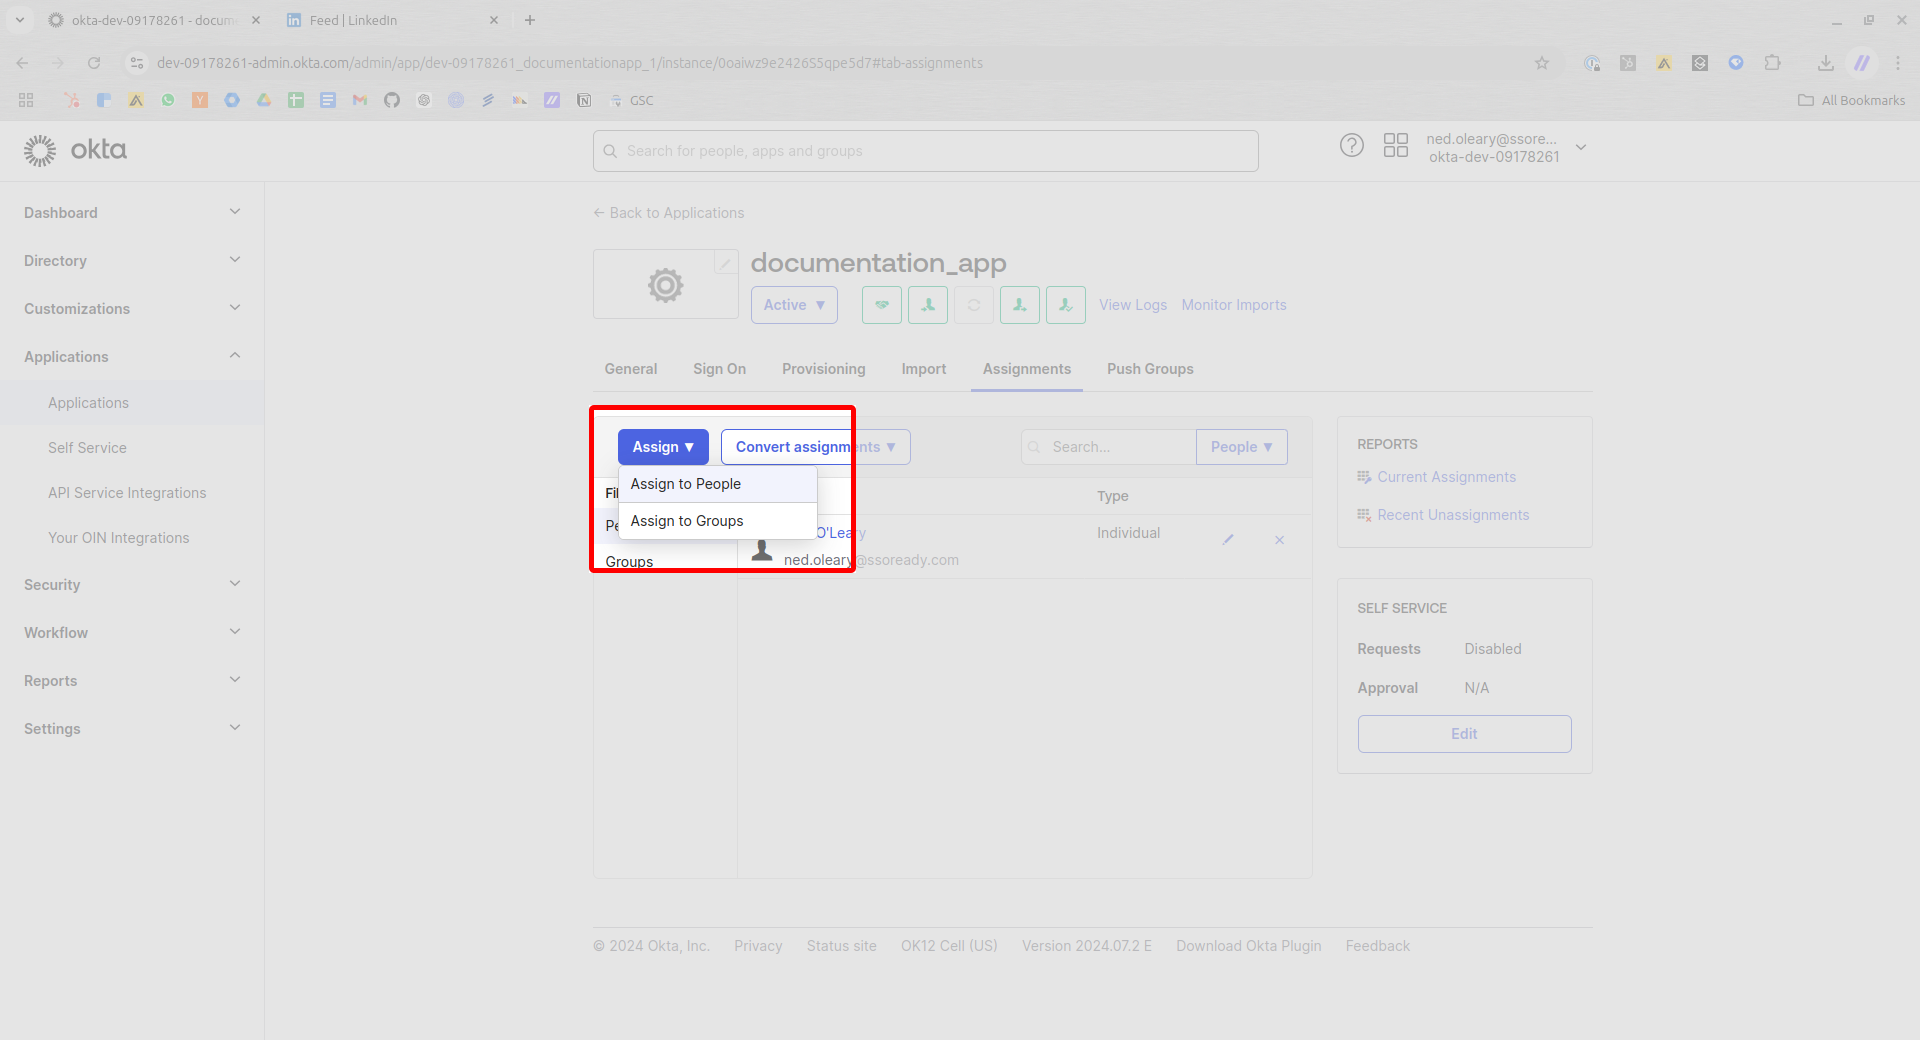 okta-dev-09178261 - docum
Feed | LinkedIn
dev-09178261-admin.okta.com/admin/app/dev-09178261_documentationapp_1/instance/0oaiwz9e2426S5qpe5d7#tab-assignments
GSC
All Bookmarks
okta
Search for people, apps and groups
ned.oleary@ssore...
okta-dev-09178261
Dashboard
Directory
Customizations
Applications
Applications
Self Service
API Service Integrations
Your OIN Integrations
Security
Workflow
Reports
Settings
← Back to Applications
documentation_app
Active ▼
View Logs
Monitor Imports
General
Sign On
Provisioning
Import
Assignments
Push Groups
Assign ▼
Convert assignments ▼
Search...
People ▼
Assign to People
Assign to Groups
Fil
Pe
Groups
Type
O'Leary
ned.oleary@ssoready.com
Individual
REPORTS
Current Assignments
Recent Unassignments
SELF SERVICE
Requests Disabled
Approval N/A
Edit
© 2024 Okta, Inc. Privacy Status site OK12 Cell (US) Version 2024.07.2 E Download Okta Plugin Feedback